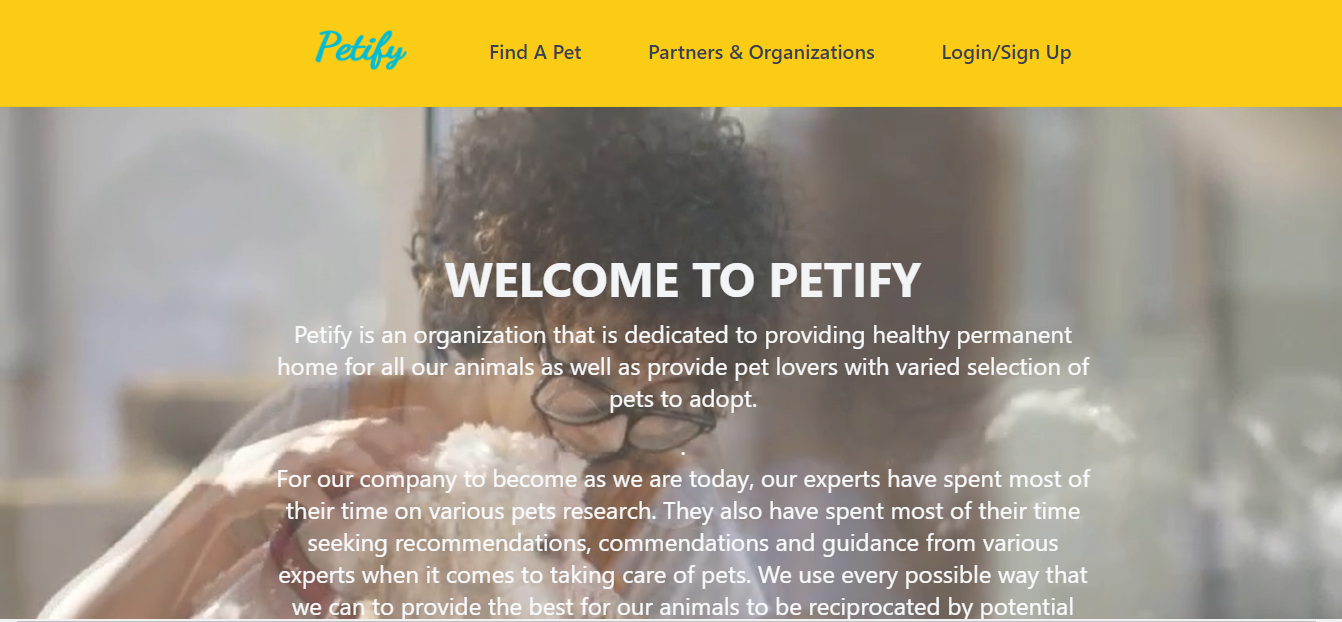 Petify
Find A Pet
Partners & Organizations
Login/Sign Up
WELCOME TO PETIFY
Petify is an organization that is dedicated to providing healthy permanent
home for all our animals as well as provide pet lovers with varied selection of
pets to adopt.
.
For our company to become as we are today, our experts have spent most of
their time on various pets research. They also have spent most of their time
seeking recommendations, commendations and guidance from various
experts when it comes to taking care of pets. We use every possible way that
we can to provide the best for our animals to be reciprocated by potential